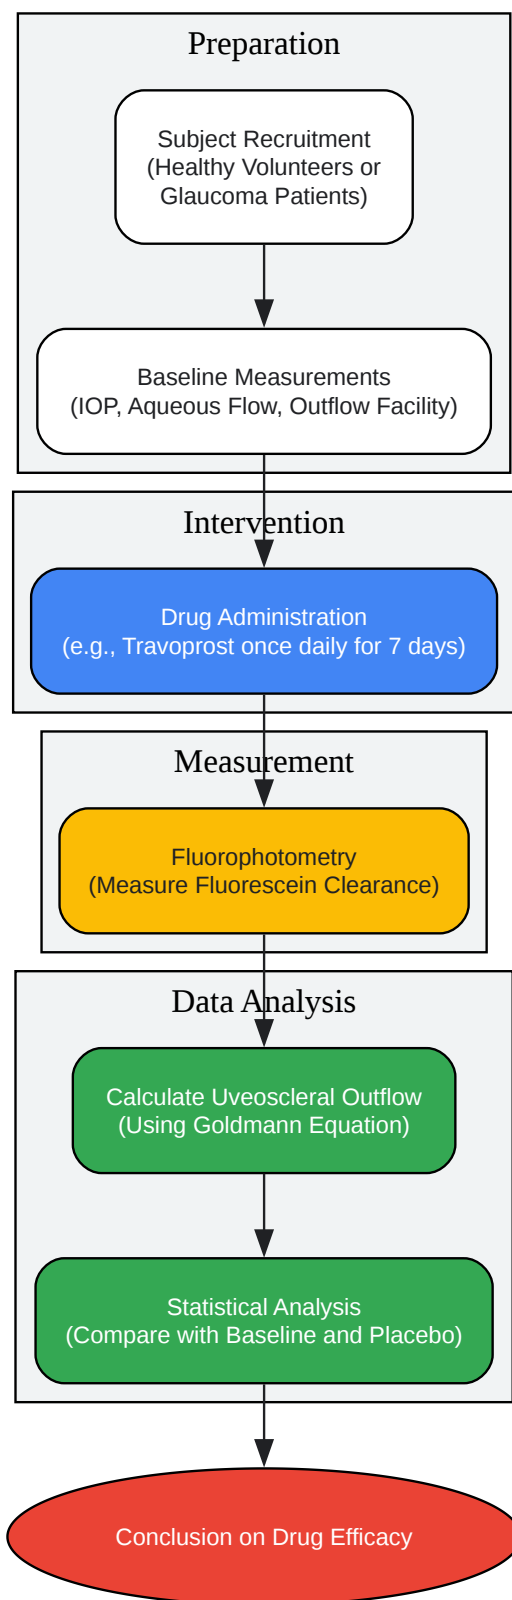 Preparation
Subject Recruitment
(Healthy Volunteers or
Glaucoma Patients)
Baseline Measurements
(IOP, Aqueous Flow, Outflow Facility)
Intervention
Drug Administration
(e.g., Travoprost once daily for 7 days)
Measurement
Fluorophotometry
(Measure Fluorescein Clearance)
Data Analysis
Calculate Uveoscleral Outflow
(Using Goldmann Equation)
Statistical Analysis
(Compare with Baseline and Placebo)
Conclusion on Drug Efficacy